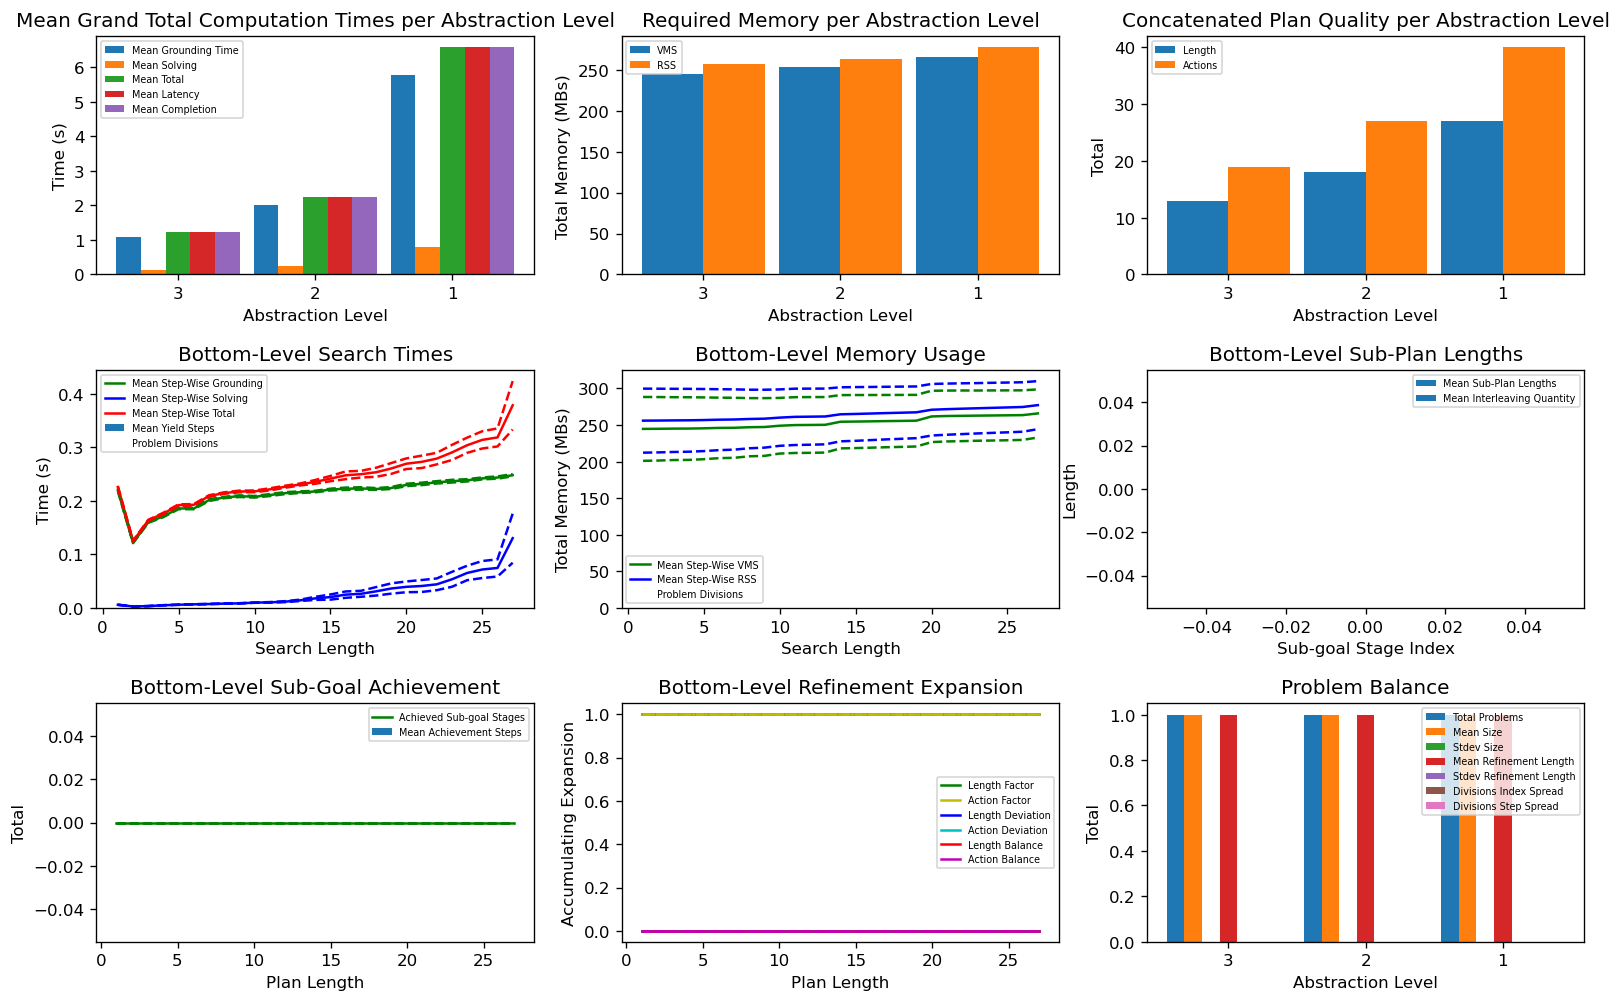 Mean Grand Total Computation Times per Abstraction Level
Mean Grounding Time
Mean Solving
Mean Total
Mean Latency
Mean Completion
Time (s)
6
5
4
3
2
1
0
3 2 1
Abstraction Level
Required Memory per Abstraction Level
VMS
RSS
Total Memory (MBs)
250
200
150
100
50
0
3 2 1
Abstraction Level
Concatenated Plan Quality per Abstraction Level
Length
Actions
Total
40
30
20
10
0
3 2 1
Abstraction Level
Bottom-Level Search Times
Mean Step-Wise Grounding
Mean Step-Wise Solving
Mean Step-Wise Total
Mean Yield Steps
Problem Divisions
Time (s)
0.4
0.3
0.2
0.1
0.0
0 5 10 15 20 25
Search Length
Bottom-Level Memory Usage
Total Memory (MBs)
300
250
200
150
100
50
0
Mean Step-Wise VMS
Mean Step-Wise RSS
Problem Divisions
0 5 10 15 20 25
Search Length
Bottom-Level Sub-Plan Lengths
Mean Sub-Plan Lengths
Mean Interleaving Quantity
Length
0.04
0.02
0.00
−0.02
−0.04
−0.04 −0.02 0.00 0.02 0.04
Sub-goal Stage Index
Bottom-Level Sub-Goal Achievement
Achieved Sub-goal Stages
Mean Achievement Steps
Total
0.04
0.02
0.00
−0.02
−0.04
0 5 10 15 20 25
Plan Length
Bottom-Level Refinement Expansion
Accumulating Expansion
1.0
0.8
0.6
0.4
0.2
0.0
Length Factor
Action Factor
Length Deviation
Action Deviation
Length Balance
Action Balance
0 5 10 15 20 25
Plan Length
Problem Balance
Total Problems
Mean Size
Stdev Size
Mean Refinement Length
Stdev Refinement Length
Divisions Index Spread
Divisions Step Spread
Total
1.0
0.8
0.6
0.4
0.2
0.0
3 2 1
Abstraction Level